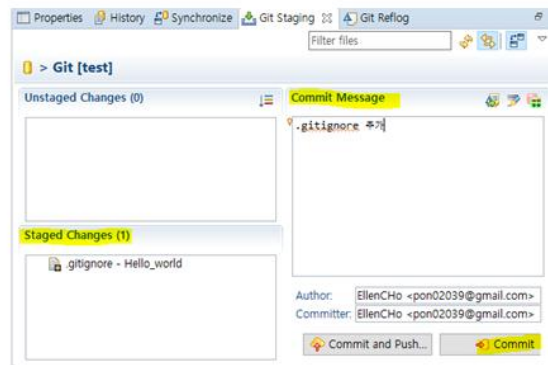 Properties History Synchronize Git Staging Git Reflog
Filter files
> Git [test]
Unstaged Changes (0)
Commit Message
.gitignore 추가
Staged Changes (1)
.gitignore - Hello_world
Author: EllenCHo <pon02039@gmail.com>
Committer: EllenCHo <pon02039@gmail.com>
Commit and Push... Commit